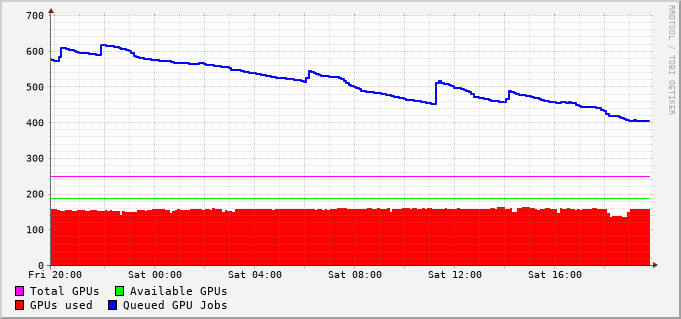 RRDTOOL / TOBI OETIKER
700
600
500
400
300
200
100
0
Fri 20:00 Sat 00:00 Sat 04:00 Sat 08:00 Sat 12:00 Sat 16:00
Total GPUs Available GPUs
GPUs used Queued GPU Jobs